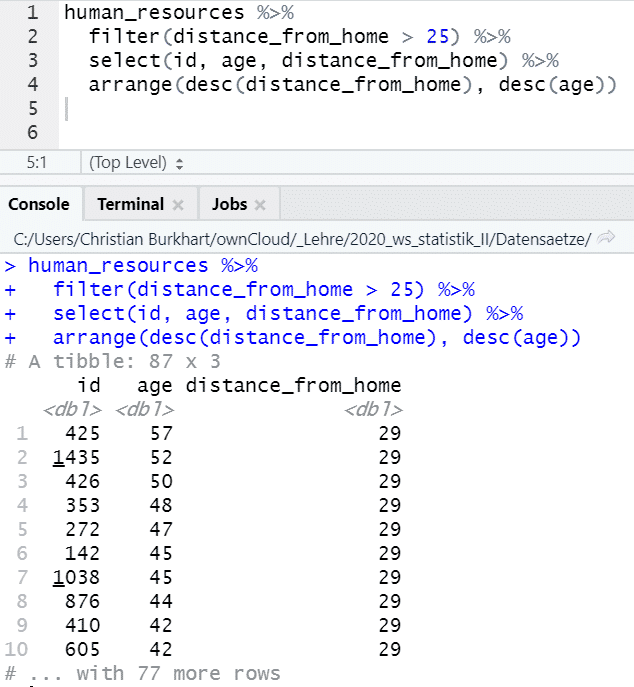 1 human_resources %>%
2   filter(distance_from_home > 25) %>%
3   select(id, age, distance_from_home) %>%
4   arrange(desc(distance_from_home), desc(age))
5
6
5:1 (Top Level)
Console Terminal Jobs
C:/Users/Christian Burkhart/ownCloud/_Lehre/2020_ws_statistik_II/Datensaetze/
> human_resources %>%
+   filter(distance_from_home > 25) %>%
+   select(id, age, distance_from_home) %>%
+   arrange(desc(distance_from_home), desc(age))
# A tibble: 87 x 3
      id   age distance_from_home
   <dbl> <dbl>              <dbl>
 1   425    57                 29
 2  1435    52                 29
 3   426    50                 29
 4   353    48                 29
 5   272    47                 29
 6   142    45                 29
 7  1038    45                 29
 8   876    44                 29
 9   410    42                 29
10   605    42                 29
# ... with 77 more rows